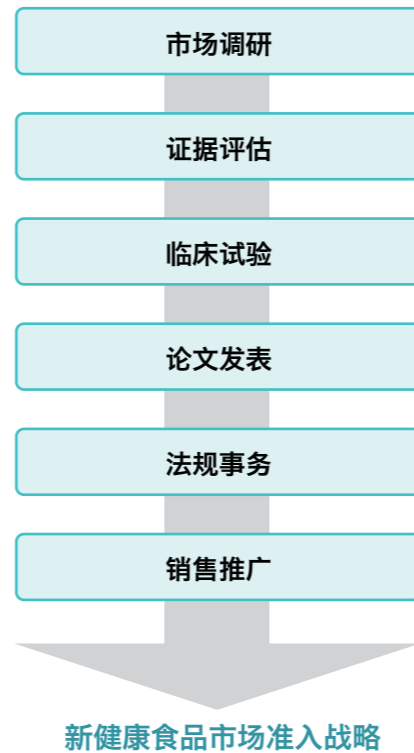 市场调研
证据评估
临床试验
论文发表
法规事务
销售推广
新健康食品市场准入战略